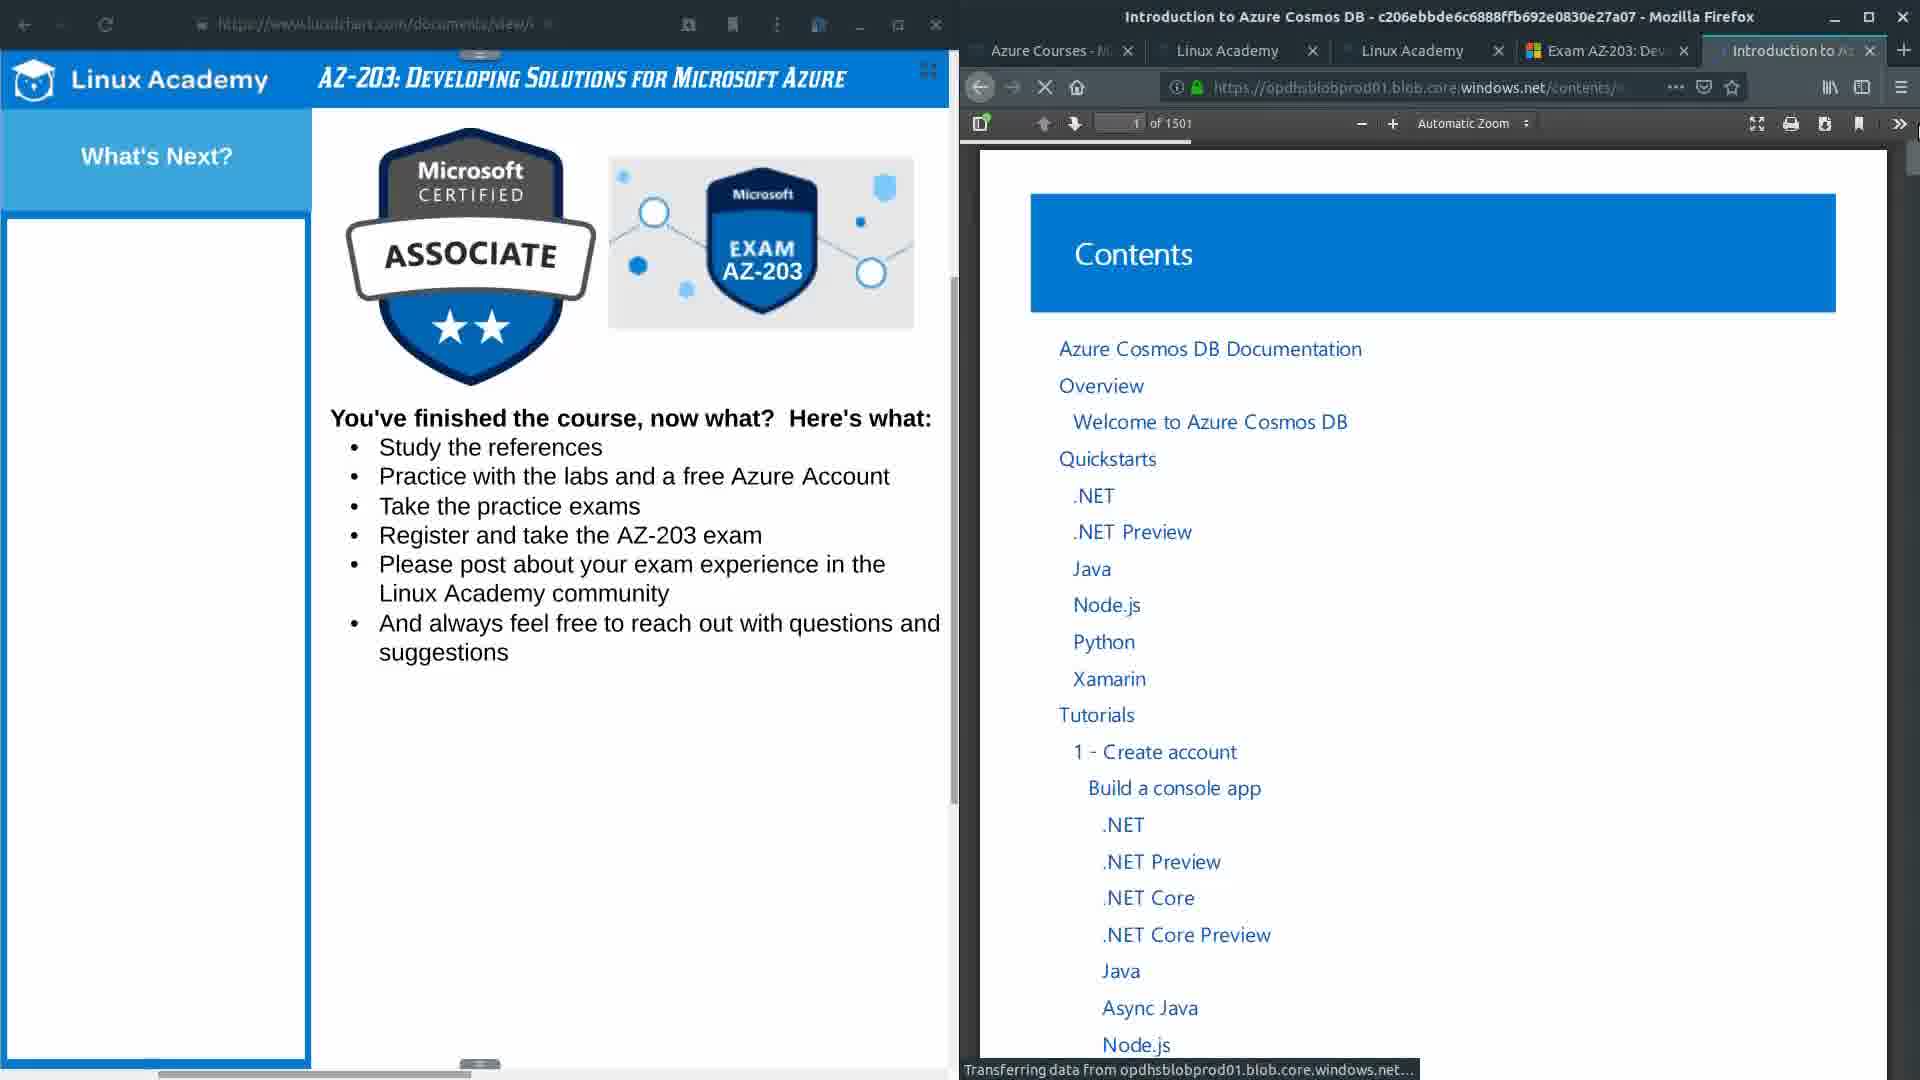 https://www.lucidchart.com/documents/view/
Linux Academy
AZ-203: Developing Solutions for Microsoft Azure
What's Next?
Microsoft
CERTIFIED
ASSOCIATE
Microsoft
EXAM
AZ-203
You've finished the course, now what? Here's what:
• Study the references
• Practice with the labs and a free Azure Account
• Take the practice exams
• Register and take the AZ-203 exam
• Please post about your exam experience in the
Linux Academy community
• And always feel free to reach out with questions and
suggestions
Introduction to Azure Cosmos DB - c206ebbde6c6888ffb692e0830e27a07 - Mozilla Firefox
Azure Courses - M
Linux Academy
Linux Academy
Exam AZ-203: Dev
Introduction to Az
https://opdhsblobprod01.blob.core.windows.net/contents/
1 of 1501
Automatic Zoom
Contents
Azure Cosmos DB Documentation
Overview
Welcome to Azure Cosmos DB
Quickstarts
.NET
.NET Preview
Java
Node.js
Python
Xamarin
Tutorials
1 - Create account
Build a console app
.NET
.NET Preview
.NET Core
.NET Core Preview
Java
Async Java
Node.js
Transferring data from opdhsblobprod01.blob.core.windows.net...